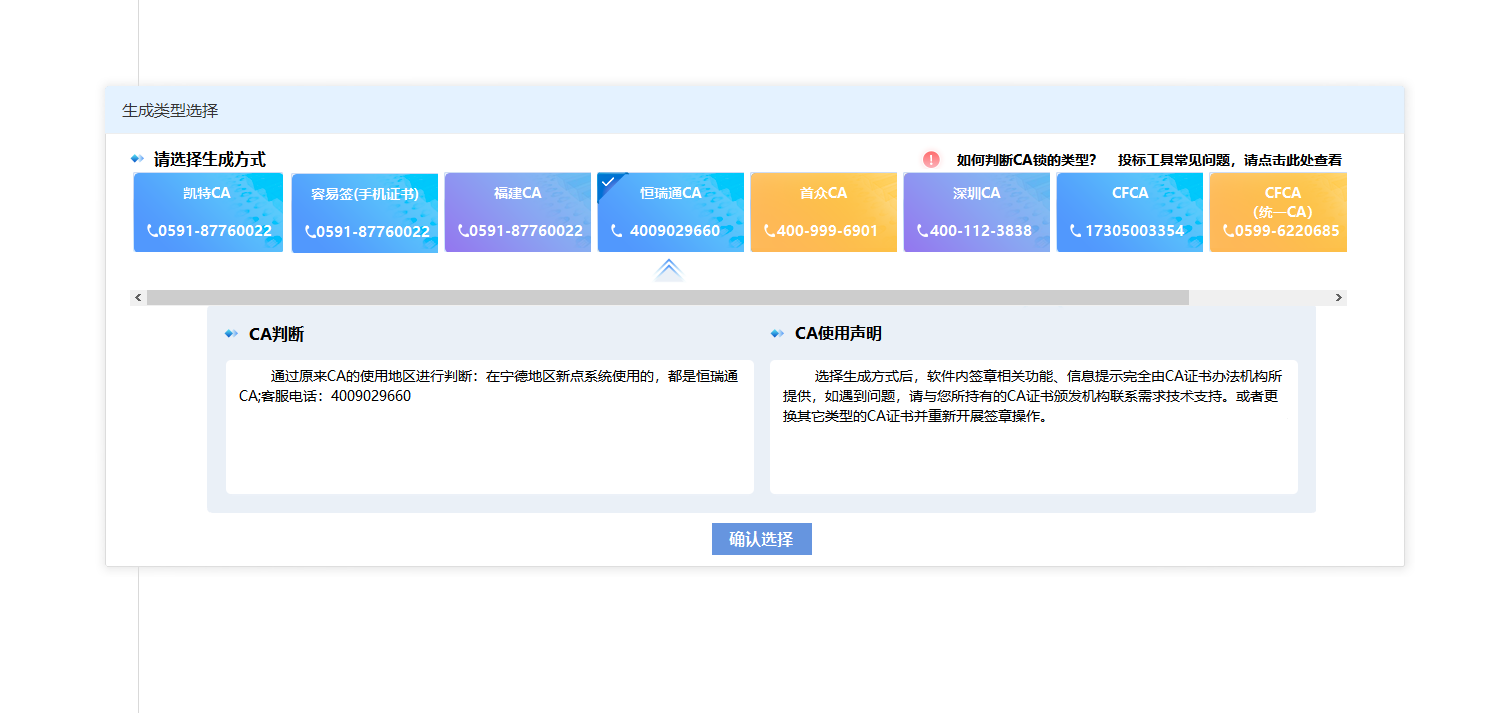 生成类型选择
请选择生成方式
如何判断CA锁的类型？ 投标工具常见问题，请点击此处查看
凯特CA
0591-87760022
容易签(手机证书)
0591-87760022
福建CA
0591-87760022
恒瑞通CA
4009029660
首众CA
400-999-6901
深圳CA
400-112-3838
CFCA
17305003354
CFCA
(统一CA)
0599-6220685
CA判断
通过原来CA的使用地区进行判断：在宁德地区新点系统使用的，都是恒瑞通
CA;客服电话：4009029660
CA使用声明
选择生成方式后，软件内签章相关功能、信息提示完全由CA证书办法机构所
提供，如遇到问题，请与您所持有的CA证书颁发机构联系需求技术支持。或者更
换其它类型的CA证书并重新开展签章操作。
确认选择